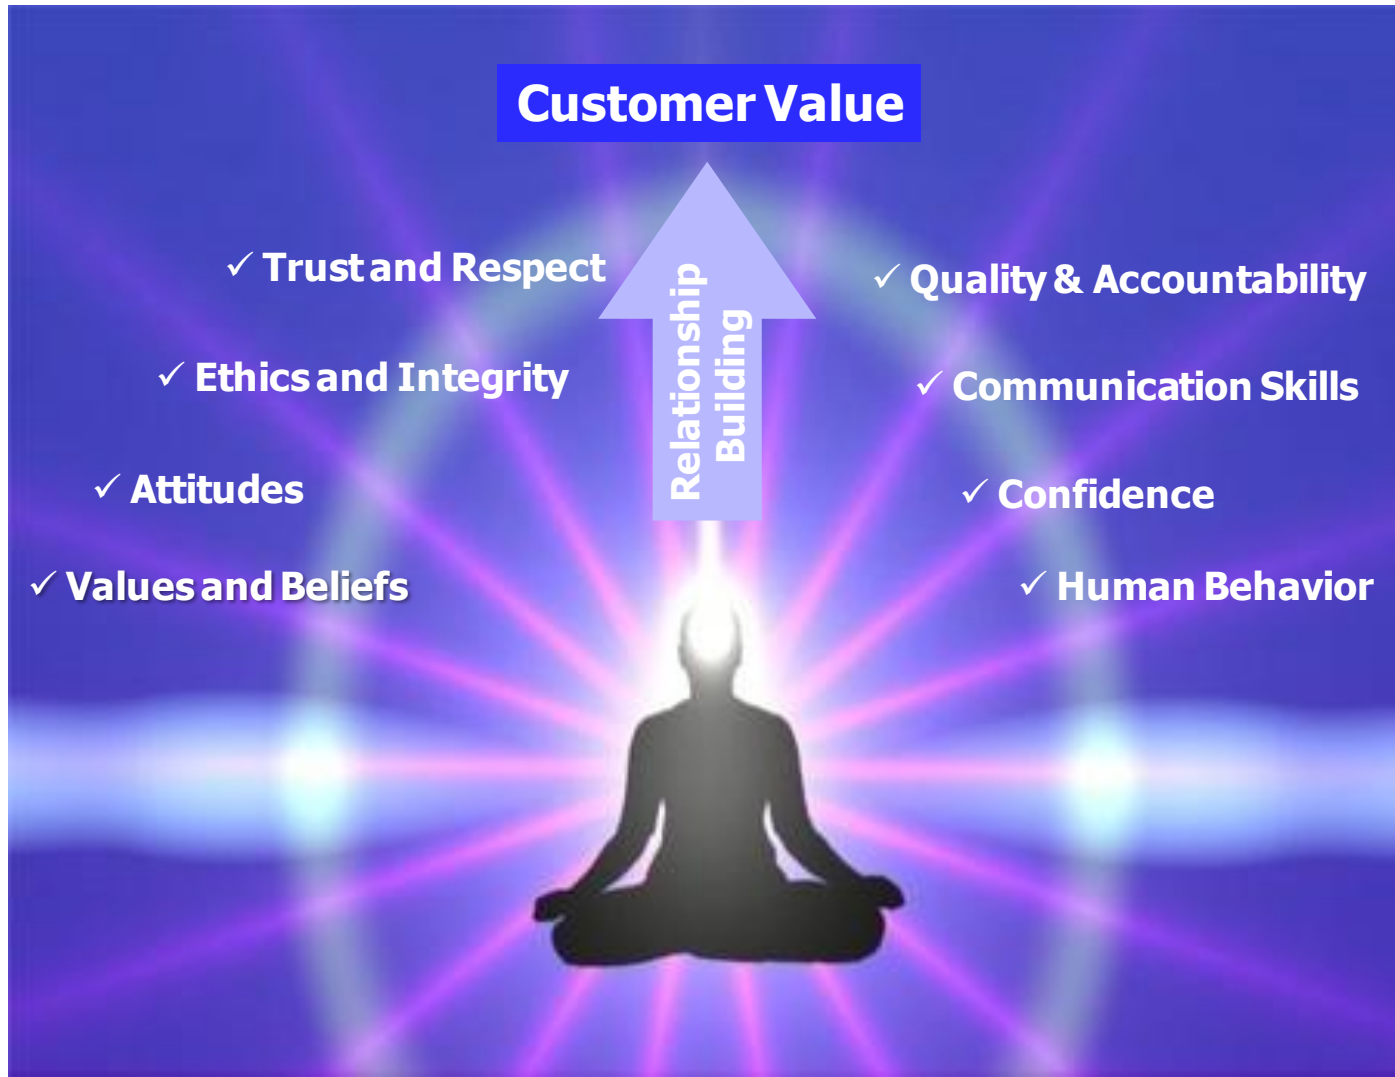 Customer Value
✓ Trust and Respect
✓ Ethics and Integrity
✓ Attitudes
✓ Values and Beliefs
Relationship
Building
✓ Quality & Accountability
✓ Communication Skills
✓ Confidence
✓ Human Behavior